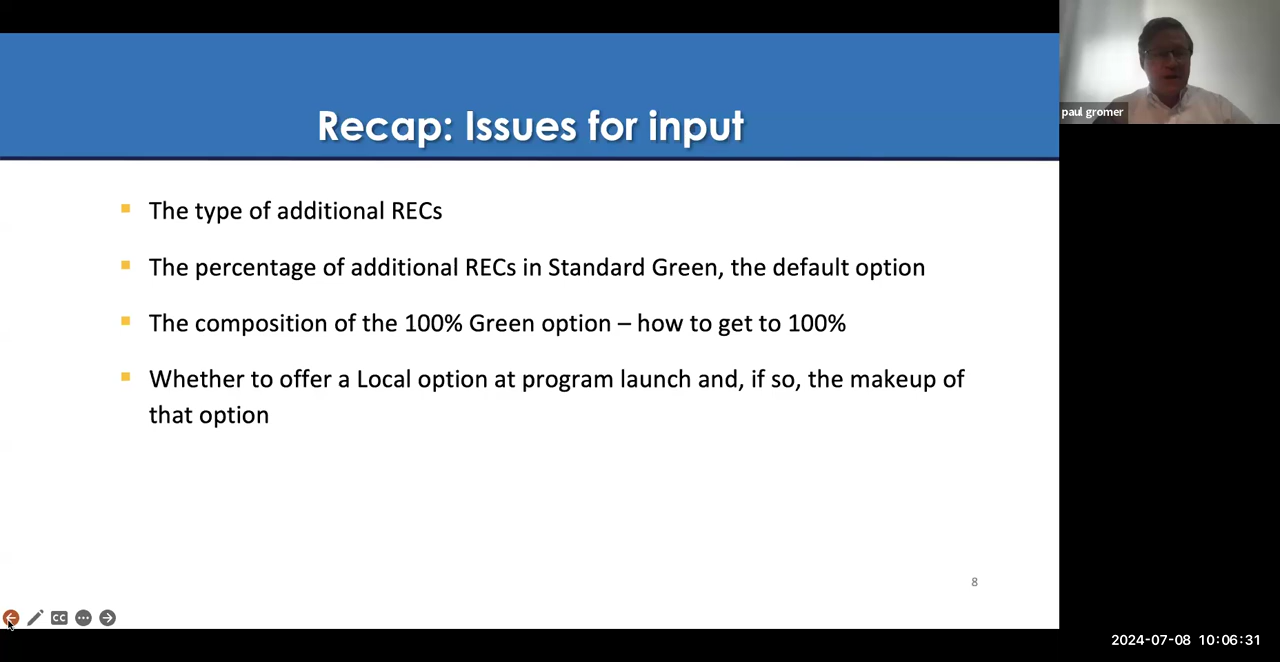 Recap: Issues for input
The type of additional RECs
The percentage of additional RECs in Standard Green, the default option
The composition of the 100% Green option – how to get to 100%
Whether to offer a Local option at program launch and, if so, the makeup of
that option
8
CC
paul gromer
2024-07-08 10:06:31